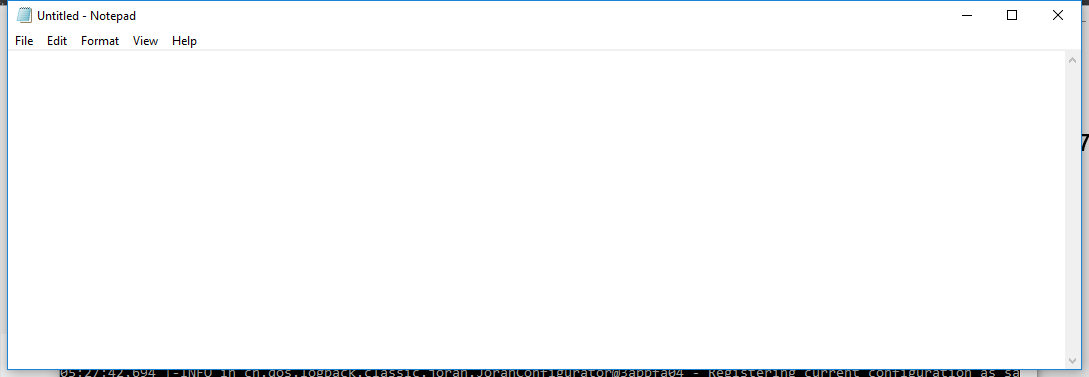 Untitled - Notepad
File Edit Format View Help
7
05:27:42.694 |-INFO in ch.qos.logback.classic.joran.JoranConfigurator@3abbfa04 - Registering current configuration as sa